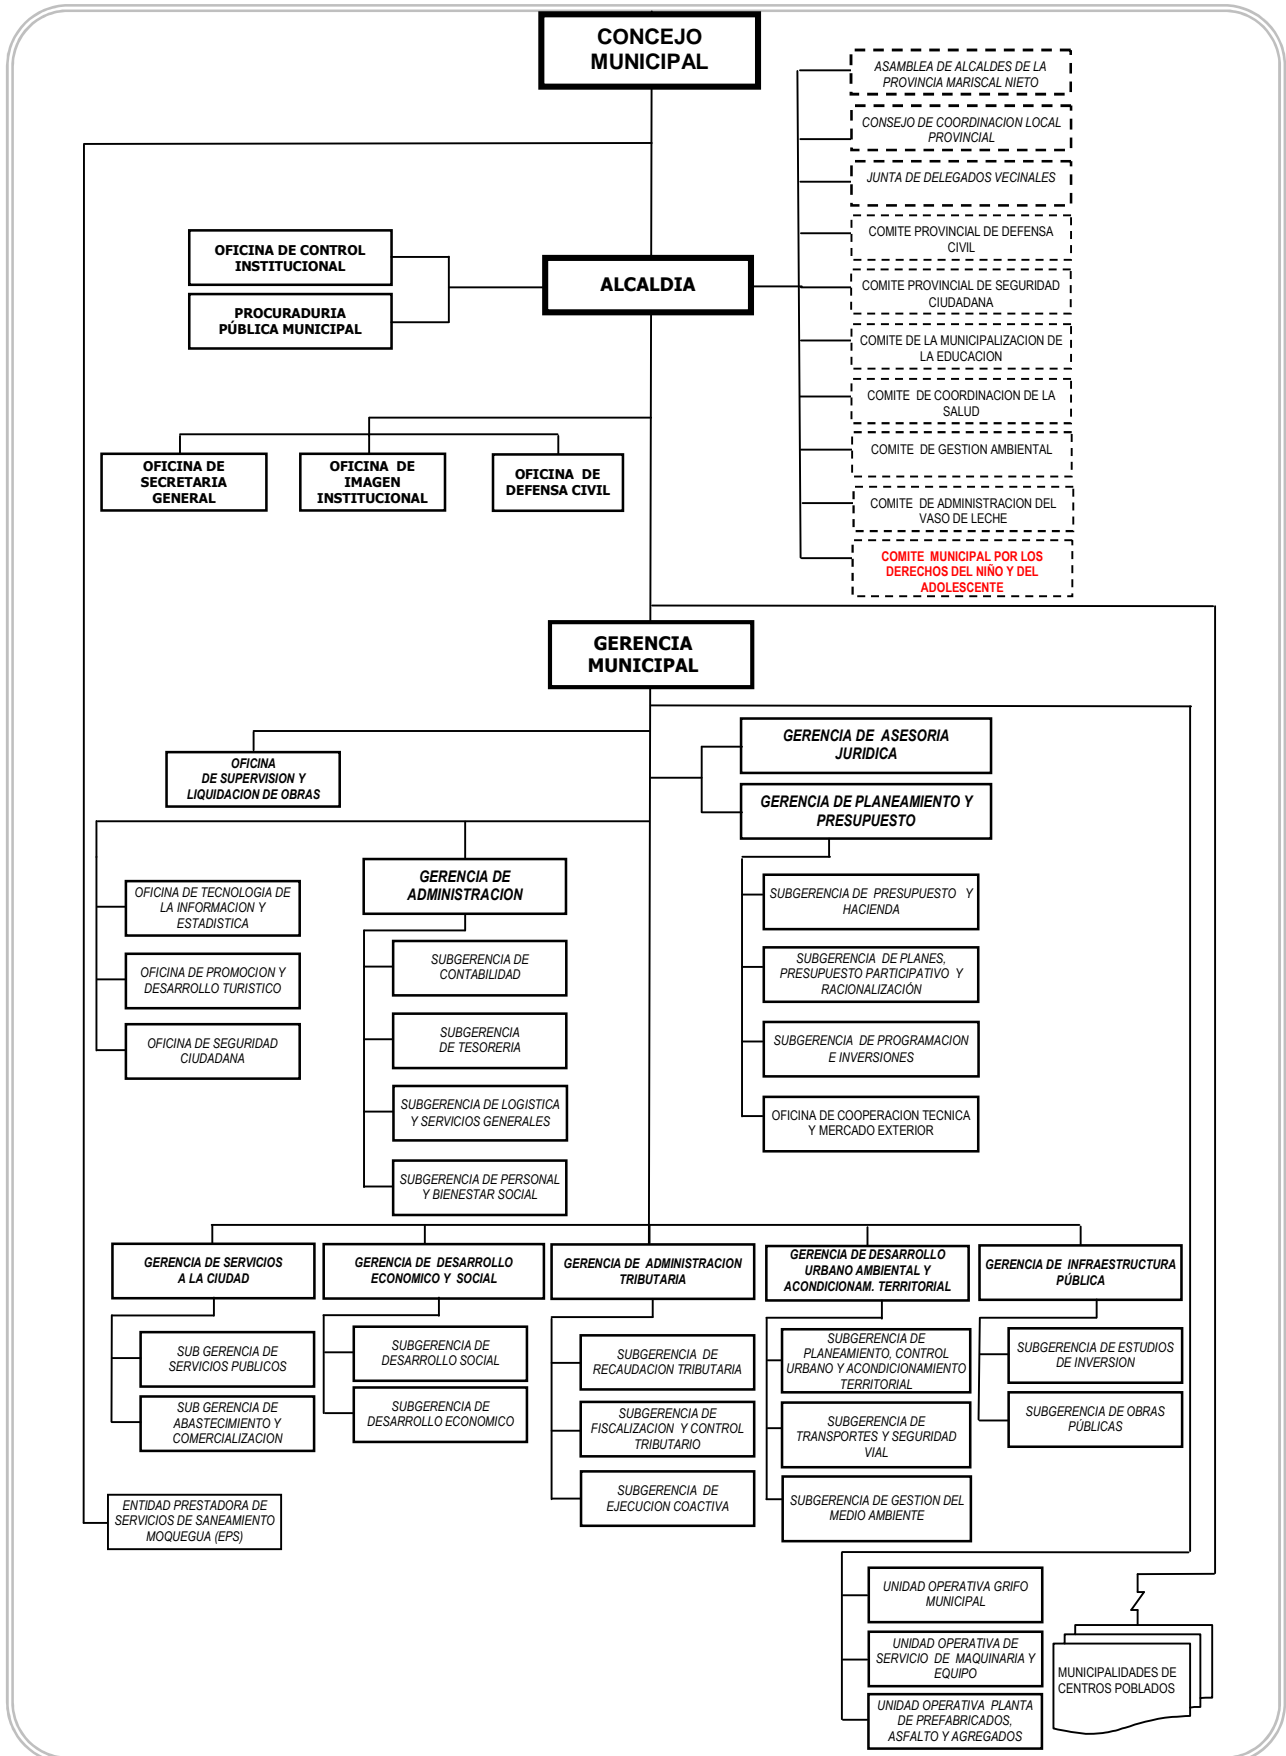 CONCEJO
MUNICIPAL
ASAMBLEA DE ALCALDES DE LA
PROVINCIA MARISCAL NIETO
CONSEJO DE COORDINACION LOCAL
PROVINCIAL
JUNTA DE DELEGADOS VECINALES
COMITE PROVINCIAL DE DEFENSA
CIVIL
COMITE PROVINCIAL DE SEGURIDAD
CIUDADANA
COMITE DE LA MUNICIPALIZACION DE
LA EDUCACION
COMITE DE COORDINACION DE LA
SALUD
COMITE DE GESTION AMBIENTAL
COMITE DE ADMINISTRACION DEL
VASO DE LECHE
COMITE MUNICIPAL POR LOS
DERECHOS DEL NIÑO Y DEL
ADOLESCENTE
OFICINA DE CONTROL
INSTITUCIONAL
PROCURADURIA
PÚBLICA MUNICIPAL
ALCALDIA
OFICINA DE
SECRETARIA
GENERAL
OFICINA DE
IMAGEN
INSTITUCIONAL
OFICINA DE
DEFENSA CIVIL
GERENCIA
MUNICIPAL
OFICINA
DE SUPERVISION Y
LIQUIDACION DE OBRAS
GERENCIA DE ASESORIA
JURIDICA
GERENCIA DE PLANEAMIENTO Y
PRESUPUESTO
OFICINA DE TECNOLOGIA DE
LA INFORMACION Y
ESTADISTICA
OFICINA DE PROMOCION Y
DESARROLLO TURISTICO
OFICINA DE SEGURIDAD
CIUDADANA
GERENCIA DE
ADMINISTRACION
SUBGERENCIA DE
CONTABILIDAD
SUBGERENCIA
DE TESORERIA
SUBGERENCIA DE LOGISTICA
Y SERVICIOS GENERALES
SUBGERENCIA DE PERSONAL
Y BIENESTAR SOCIAL
SUBGERENCIA DE PRESUPUESTO Y
HACIENDA
SUBGERENCIA DE PLANES,
PRESUPUESTO PARTICIPATIVO Y
RACIONALIZACIÓN
SUBGERENCIA DE PROGRAMACION
E INVERSIONES
OFICINA DE COOPERACION TECNICA
Y MERCADO EXTERIOR
GERENCIA DE SERVICIOS
A LA CIUDAD
SUB GERENCIA DE
SERVICIOS PUBLICOS
SUB GERENCIA DE
ABASTECIMIENTO Y
COMERCIALIZACION
GERENCIA DE DESARROLLO
ECONOMICO Y SOCIAL
SUBGERENCIA DE
DESARROLLO SOCIAL
SUBGERENCIA DE
DESARROLLO ECONOMICO
GERENCIA DE ADMINISTRACION
TRIBUTARIA
SUBGERENCIA DE
RECAUDACION TRIBUTARIA
SUBGERENCIA DE
FISCALIZACION Y CONTROL
TRIBUTARIO
SUBGERENCIA DE
EJECUCION COACTIVA
GERENCIA DE DESARROLLO
URBANO AMBIENTAL Y
ACONDICIONAM. TERRITORIAL
SUBGERENCIA DE
PLANEAMIENTO, CONTROL
URBANO Y ACONDICIONAMIENTO
TERRITORIAL
SUBGERENCIA DE
TRANSPORTES Y SEGURIDAD
VIAL
SUBGERENCIA DE GESTION DEL
MEDIO AMBIENTE
GERENCIA DE INFRAESTRUCTURA
PÚBLICA
SUBGERENCIA DE ESTUDIOS
DE INVERSION
SUBGERENCIA DE OBRAS
PÚBLICAS
ENTIDAD PRESTADORA DE
SERVICIOS DE SANEAMIENTO
MOQUEGUA (EPS)
UNIDAD OPERATIVA GRIFO
MUNICIPAL
UNIDAD OPERATIVA DE
SERVICIO DE MAQUINARIA Y
EQUIPO
UNIDAD OPERATIVA PLANTA
DE PREFABRICADOS,
ASFALTO Y AGREGADOS
MUNICIPALIDADES DE
CENTROS POBLADOS